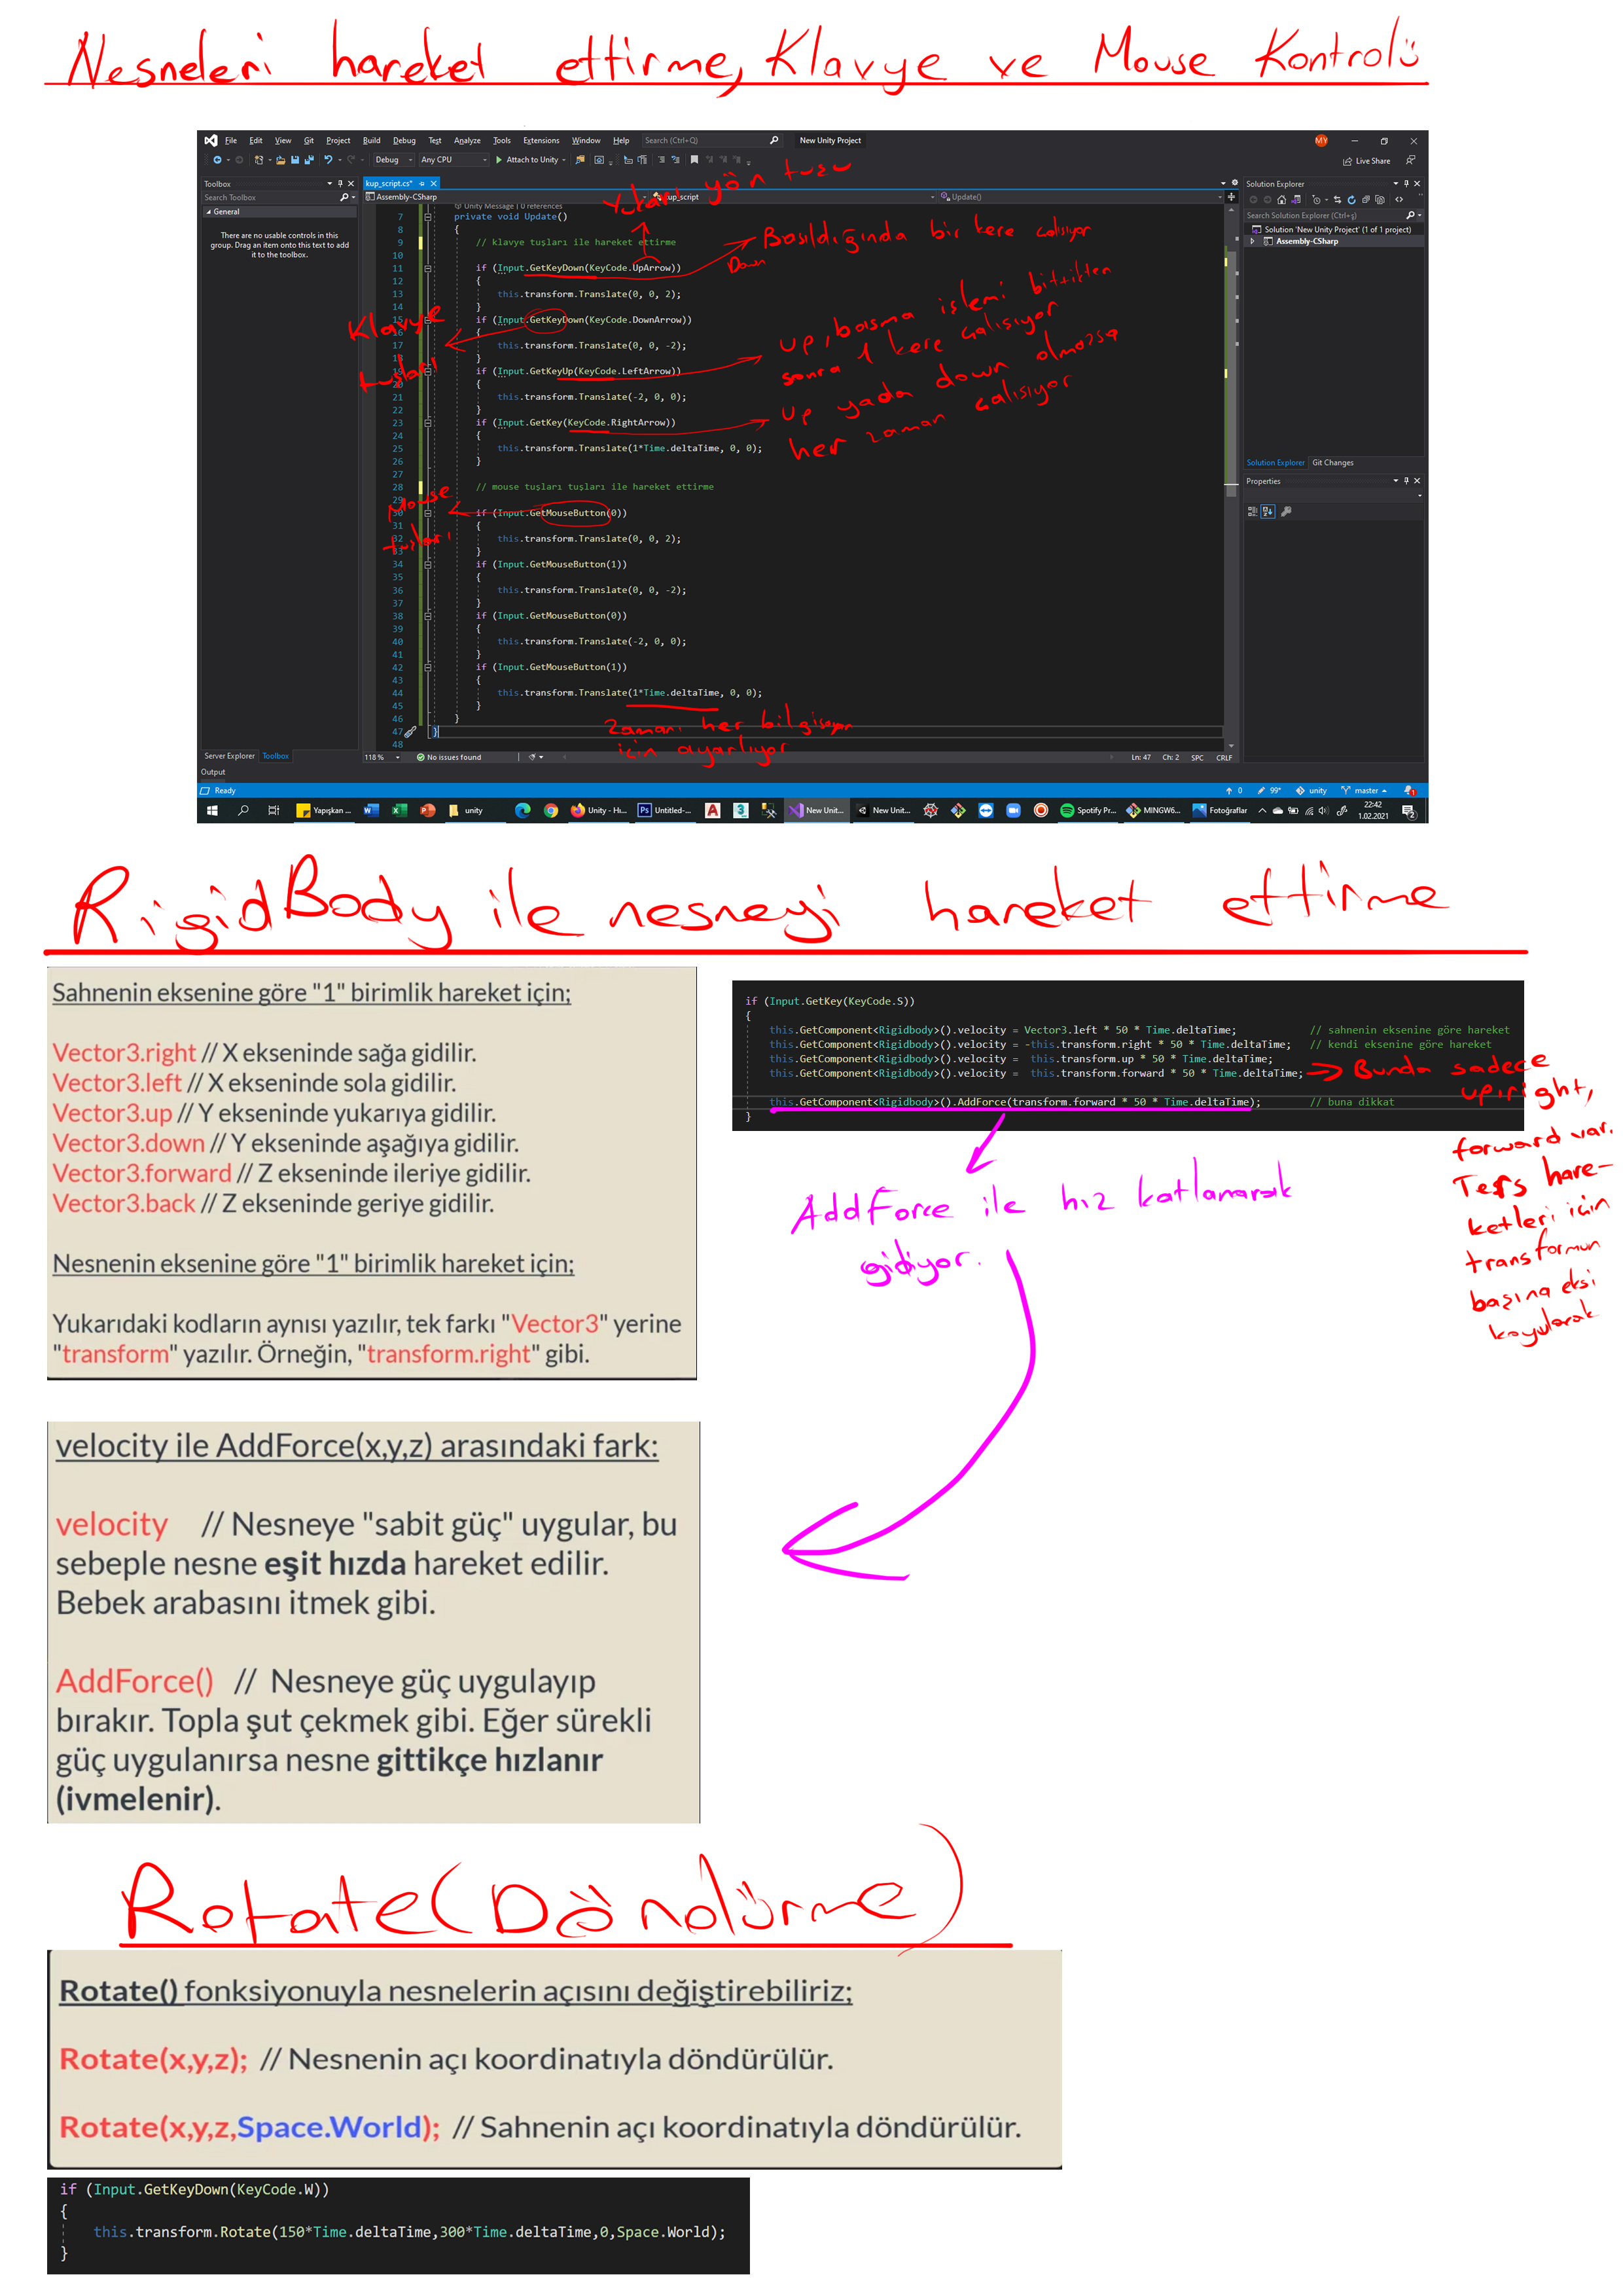 Nesneleri hareket ettirme, Klavye ve Mouse Kontrolü
File Edit View Git Project Build Debug Test Analyze Tools Extensions Window Help Search (Ctrl+Q) New Unity Project MY
Debug Any CPU Attach to Unity Live Share
Toolbox
Search Toolbox
General
There are no usable controls in this
group. Drag an item onto this text to add
it to the toolbox.
Server Explorer Toolbox
Output
kup_script.cs*
Assembly-CSharp kup_script Update()
Unity Message | 0 references
7 private void Update()
8 {
9 // klavye tuşları ile hareket ettirme
10
11 if (Input.GetKeyDown(KeyCode.UpArrow))
12 {
13 this.transform.Translate(0, 0, 2);
14 }
15 if (Input.GetKeyDown(KeyCode.DownArrow))
16 {
17 this.transform.Translate(0, 0, -2);
18 }
19 if (Input.GetKeyUp(KeyCode.LeftArrow))
20 {
21 this.transform.Translate(-2, 0, 0);
22 }
23 if (Input.GetKey(KeyCode.RightArrow))
24 {
25 this.transform.Translate(1*Time.deltaTime, 0, 0);
26 }
27
28 // mouse tuşları tuşları ile hareket ettirme
29
30 if (Input.GetMouseButton(0))
31 {
32 this.transform.Translate(0, 0, 2);
33 }
34 if (Input.GetMouseButton(1))
35 {
36 this.transform.Translate(0, 0, -2);
37 }
38 if (Input.GetMouseButton(0))
39 {
40 this.transform.Translate(-2, 0, 0);
41 }
42 if (Input.GetMouseButton(1))
43 {
44 this.transform.Translate(1*Time.deltaTime, 0, 0);
45 }
46 }
47 }
48
Yukarı yön tuşu
Basıldığında bir kere çalışıyor
Down
Klavye
tuşları
up, basma işlemi bittikten
sonra 1 kere çalışıyor
up yada down olmazsa
her zaman çalışıyor
Mouse
tuşları
Zamanı her bilgisayar
için ayarlıyor
118 % No issues found Ln: 47 Ch: 2 SPC CRLF
Solution Explorer
Search Solution Explorer (Ctrl+ş)
Solution 'New Unity Project' (1 of 1 project)
Assembly-CSharp
Solution Explorer Git Changes
Properties
Ready 0 99+ unity master 1
Yapışkan ... unity Unity - Hı... Untitled-... New Unit... New Unit... Spotify Pr... MINGW6... Fotoğraflar 22:42
1.02.2021 2
RigidBody ile nesneyi hareket ettirme
Sahnenin eksenine göre "1" birimlik hareket için;
Vector3.right // X ekseninde sağa gidilir.
Vector3.left // X ekseninde sola gidilir.
Vector3.up // Y ekseninde yukarıya gidilir.
Vector3.down // Y ekseninde aşağıya gidilir.
Vector3.forward // Z ekseninde ileriye gidilir.
Vector3.back // Z ekseninde geriye gidilir.
Nesnenin eksenine göre "1" birimlik hareket için;
Yukarıdaki kodların aynısı yazılır, tek farkı "Vector3" yerine
"transform" yazılır. Örneğin, "transform.right" gibi.
if (Input.GetKey(KeyCode.S))
{
this.GetComponent<Rigidbody>().velocity = Vector3.left * 50 * Time.deltaTime; // sahnenin eksenine göre hareket
this.GetComponent<Rigidbody>().velocity = -this.transform.right * 50 * Time.deltaTime; // kendi eksenine göre hareket
this.GetComponent<Rigidbody>().velocity = this.transform.up * 50 * Time.deltaTime;
this.GetComponent<Rigidbody>().velocity = this.transform.forward * 50 * Time.deltaTime;
this.GetComponent<Rigidbody>().AddForce(transform.forward * 50 * Time.deltaTime); // buna dikkat
}
Bunda sadece
up, right,
forward var.
Ters hare-
ketleri için
transformun
başına eksi
koyularak
AddForce ile hız katlanarak
gidiyor.
velocity ile AddForce(x,y,z) arasındaki fark:
velocity // Nesneye "sabit güç" uygular, bu
sebeple nesne eşit hızda hareket edilir.
Bebek arabasını itmek gibi.
AddForce() // Nesneye güç uygulayıp
bırakır. Topla şut çekmek gibi. Eğer sürekli
güç uygulanırsa nesne gittikçe hızlanır
(ivmelenir).
Rotate(Döndürme)
Rotate() fonksiyonuyla nesnelerin açısını değiştirebiliriz;
Rotate(x,y,z); // Nesnenin açı koordinatıyla döndürülür.
Rotate(x,y,z,Space.World); // Sahnenin açı koordinatıyla döndürülür.
if (Input.GetKeyDown(KeyCode.W))
{
this.transform.Rotate(150*Time.deltaTime,300*Time.deltaTime,0,Space.World);
}